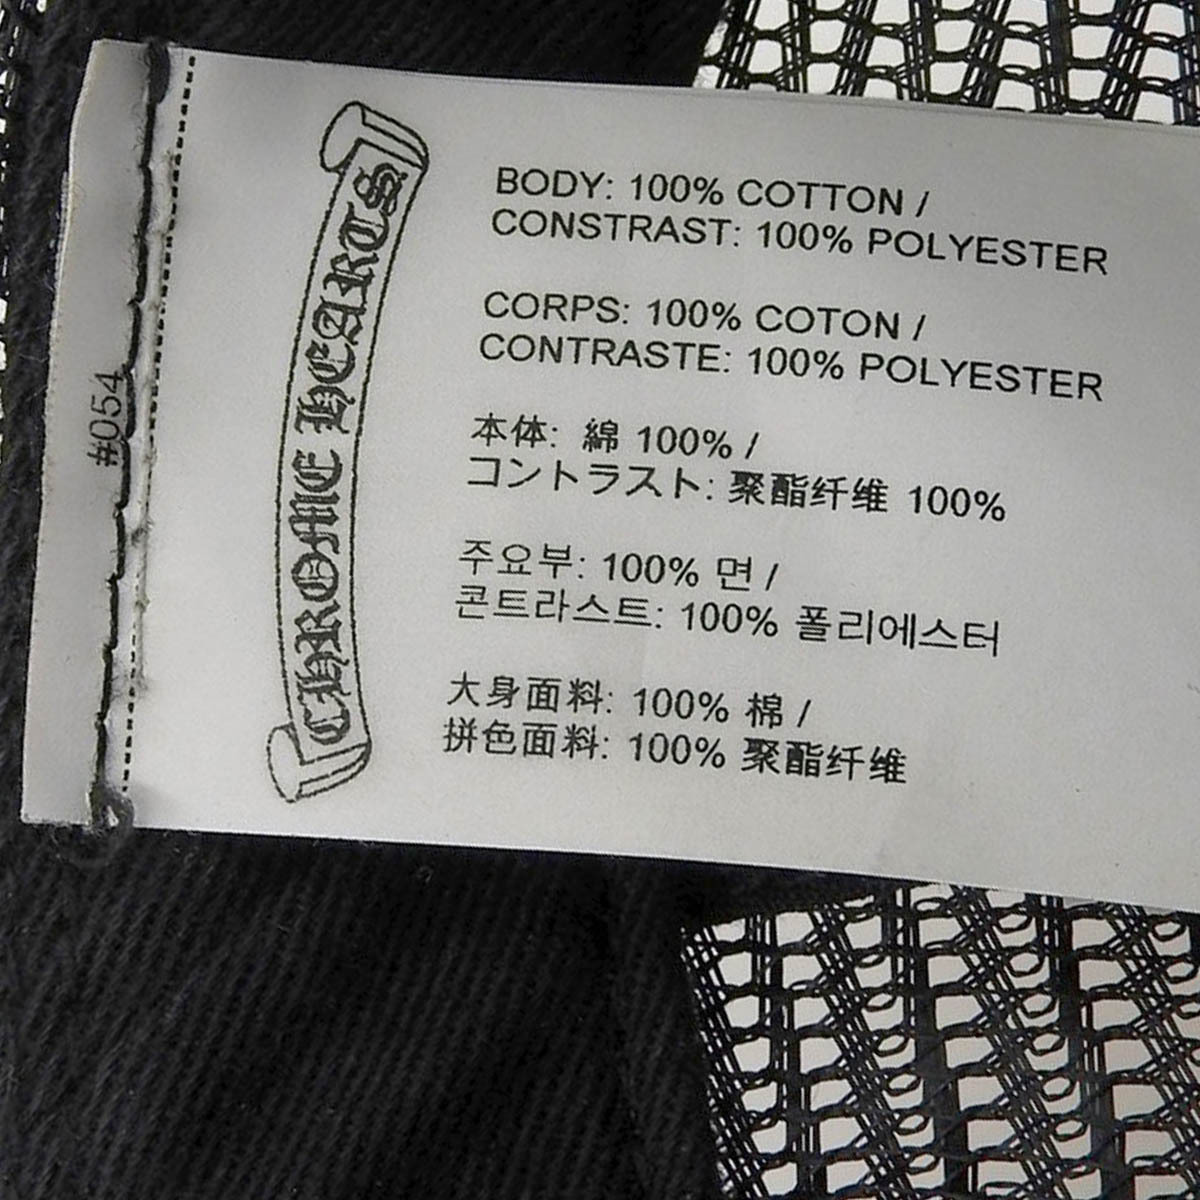 #054
CHROME HEARTS
BODY: 100% COTTON /
CONSTRAST: 100% POLYESTER
CORPS: 100% COTON /
CONTRASTE: 100% POLYESTER
本体: 綿 100% /
コントラスト: 聚酯纤维 100%
주요부: 100% 면 /
콘트라스트: 100% 폴리에스터
大身面料: 100% 棉 /
拼色面料: 100% 聚酯纤维